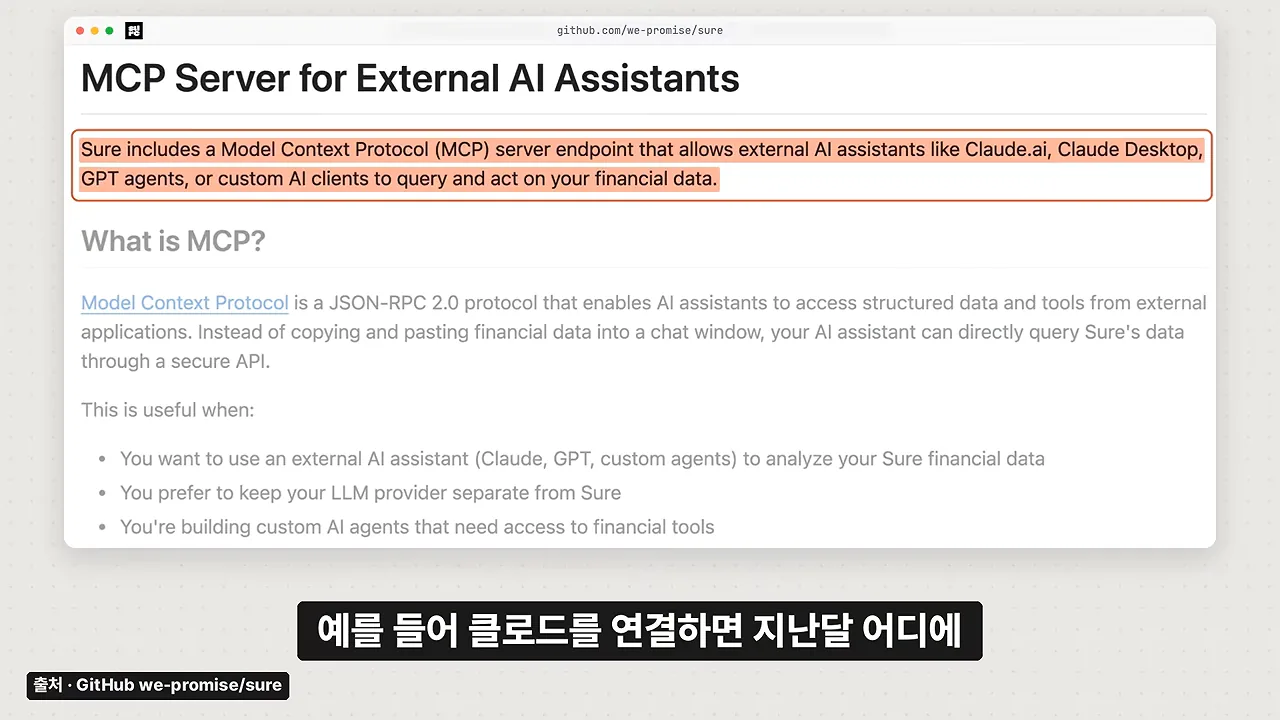 github.com/we-promise/sure
MCP Server for External AI Assistants
Sure includes a Model Context Protocol (MCP) server endpoint that allows external AI assistants like Claude.ai, Claude Desktop,
GPT agents, or custom AI clients to query and act on your financial data.
What is MCP?
Model Context Protocol is a JSON-RPC 2.0 protocol that enables AI assistants to access structured data and tools from external
applications. Instead of copying and pasting financial data into a chat window, your AI assistant can directly query Sure's data
through a secure API.
This is useful when:
• You want to use an external AI assistant (Claude, GPT, custom agents) to analyze your Sure financial data
• You prefer to keep your LLM provider separate from Sure
• You're building custom AI agents that need access to financial tools
예를 들어 클로드를 연결하면 지난달 어디에
출처 · GitHub we-promise/sure